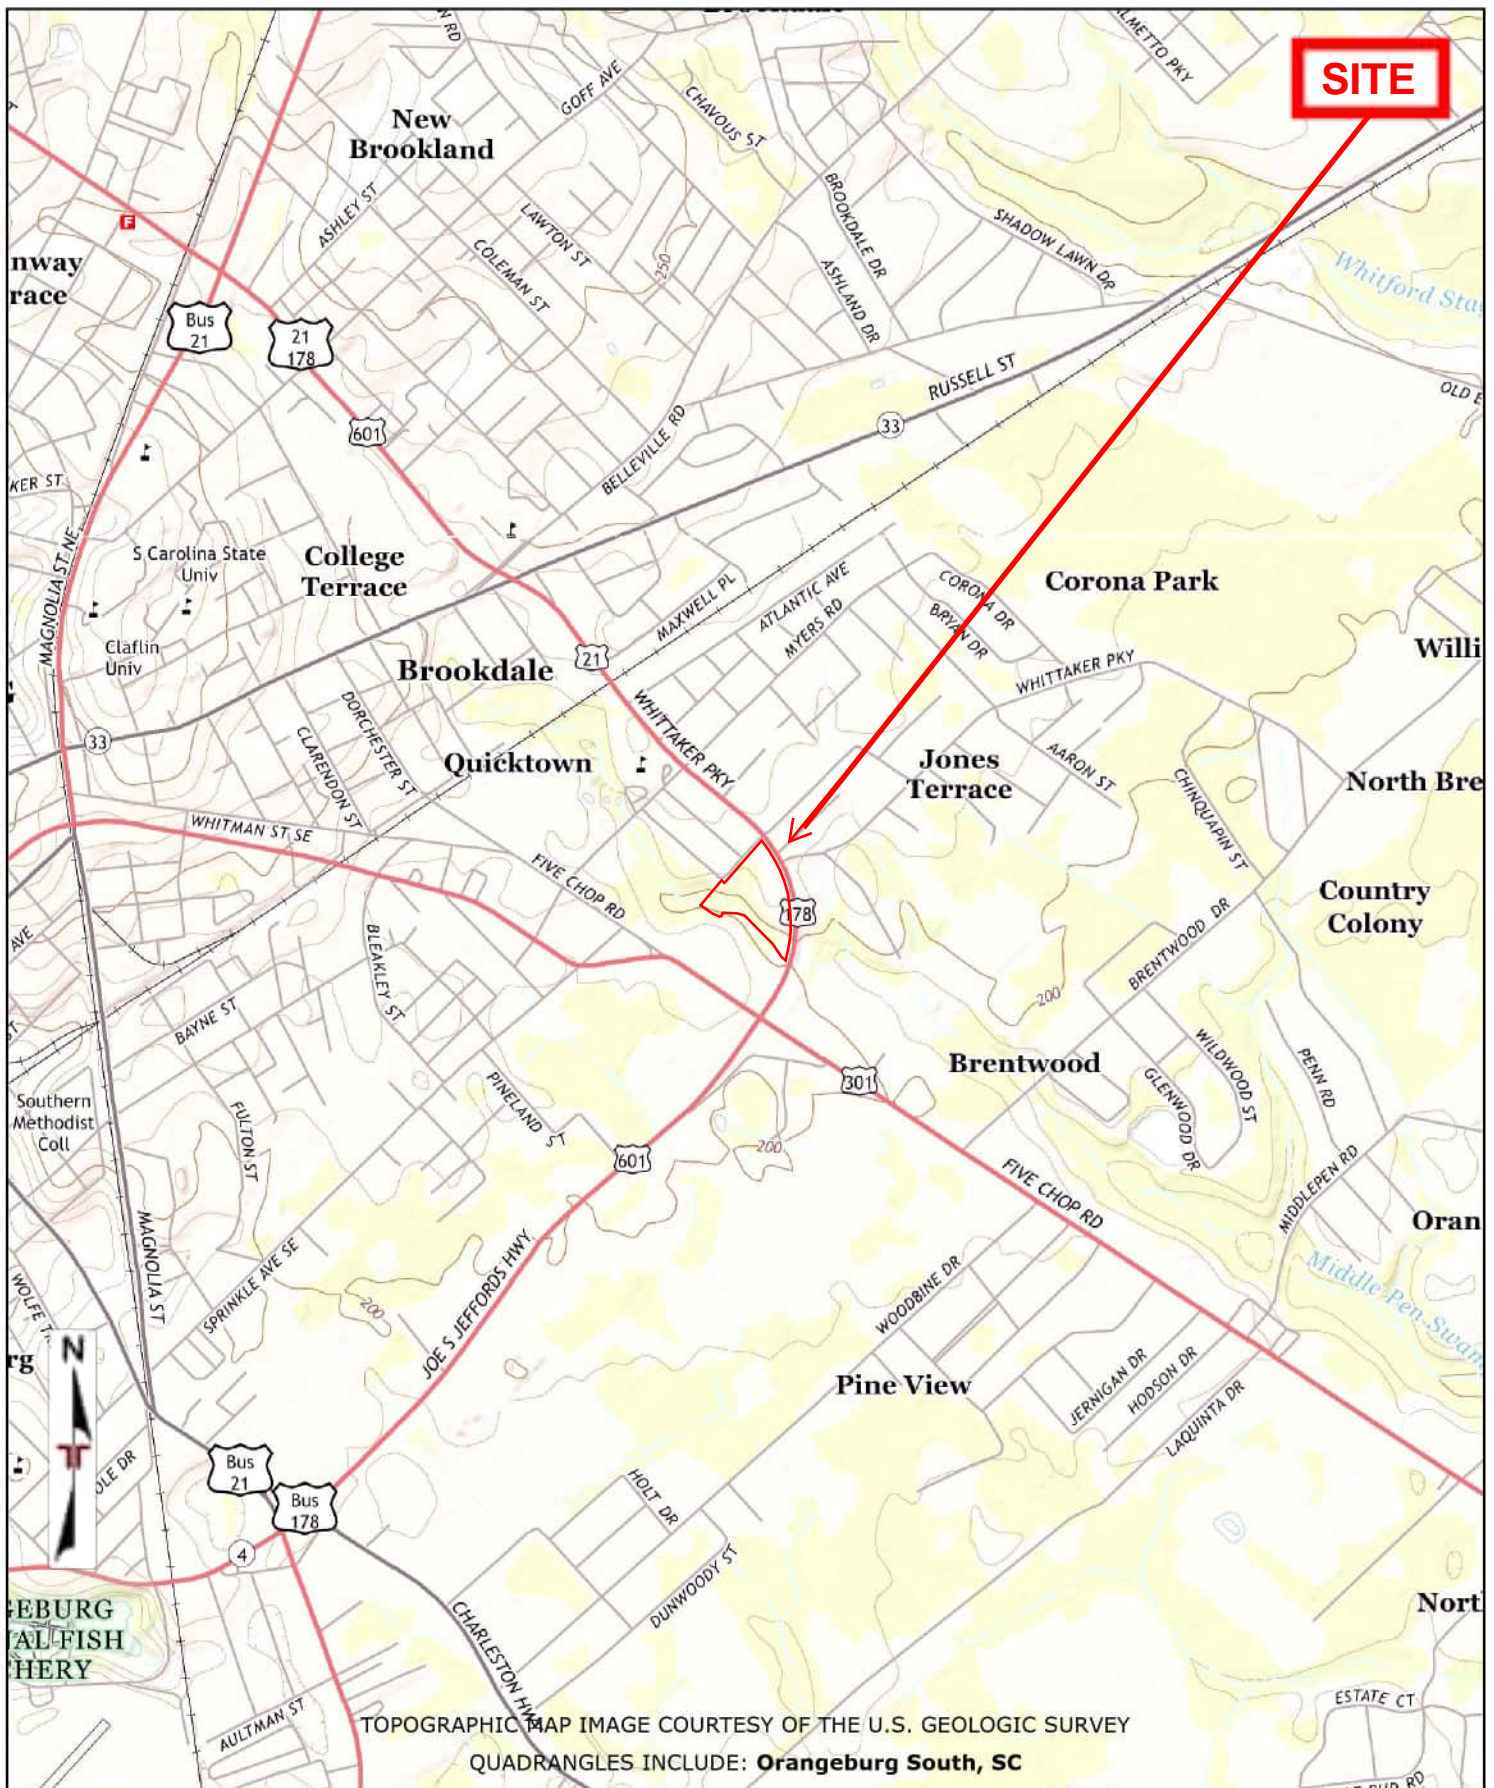 SITE
New
Brookland
GOFF AVE
CHAVOUS ST
BROOKDALE DR
ASHLAND DR
SHADOW LAWN DR
ASHLEY ST
LAWTON ST
COLEMAN ST
250
F
Bus
21
21
178
601
33
RUSSELL ST
BELLEVILLE RD
MAGNOLIA ST NE
S Carolina State
Univ
Claflin
Univ
College
Terrace
MAXWELL PL
ATLANTIC AVE
MYERS RD
CORONA DR
BRYAN DR
Corona Park
WHITTAKER PKY
Brookdale
21
WHITTAKER PKY
33
DORCHESTER ST
CLARENDON ST
Quicktown
Jones
Terrace
AARON ST
CHINQUAPIN ST
WHITMAN ST SE
FIVE CHOP RD
178
Country
Colony
BRENTWOOD DR
BLEAKLEY ST
BAYNE ST
200
Brentwood
WILDWOOD ST
GLENWOOD DR
PENN RD
301
Southern
Methodist
Coll
FULTON ST
PINELAND ST
200
601
FIVE CHOP RD
MIDDLEPEN RD
MAGNOLIA ST
SPRINKLE AVE SE
200
JOE S JEFFORDS HWY
WOODBINE DR
N
Pine View
JERNIGAN DR
HODSON DR
LAQUINTA DR
Bus
21
Bus
178
4
HOLT DR
DUNWOODY ST
CHARLESTON HWY
ESTATE CT
AULTMAN ST
TOPOGRAPHIC MAP IMAGE COURTESY OF THE U.S. GEOLOGIC SURVEY
QUADRANGLES INCLUDE: Orangeburg South, SC